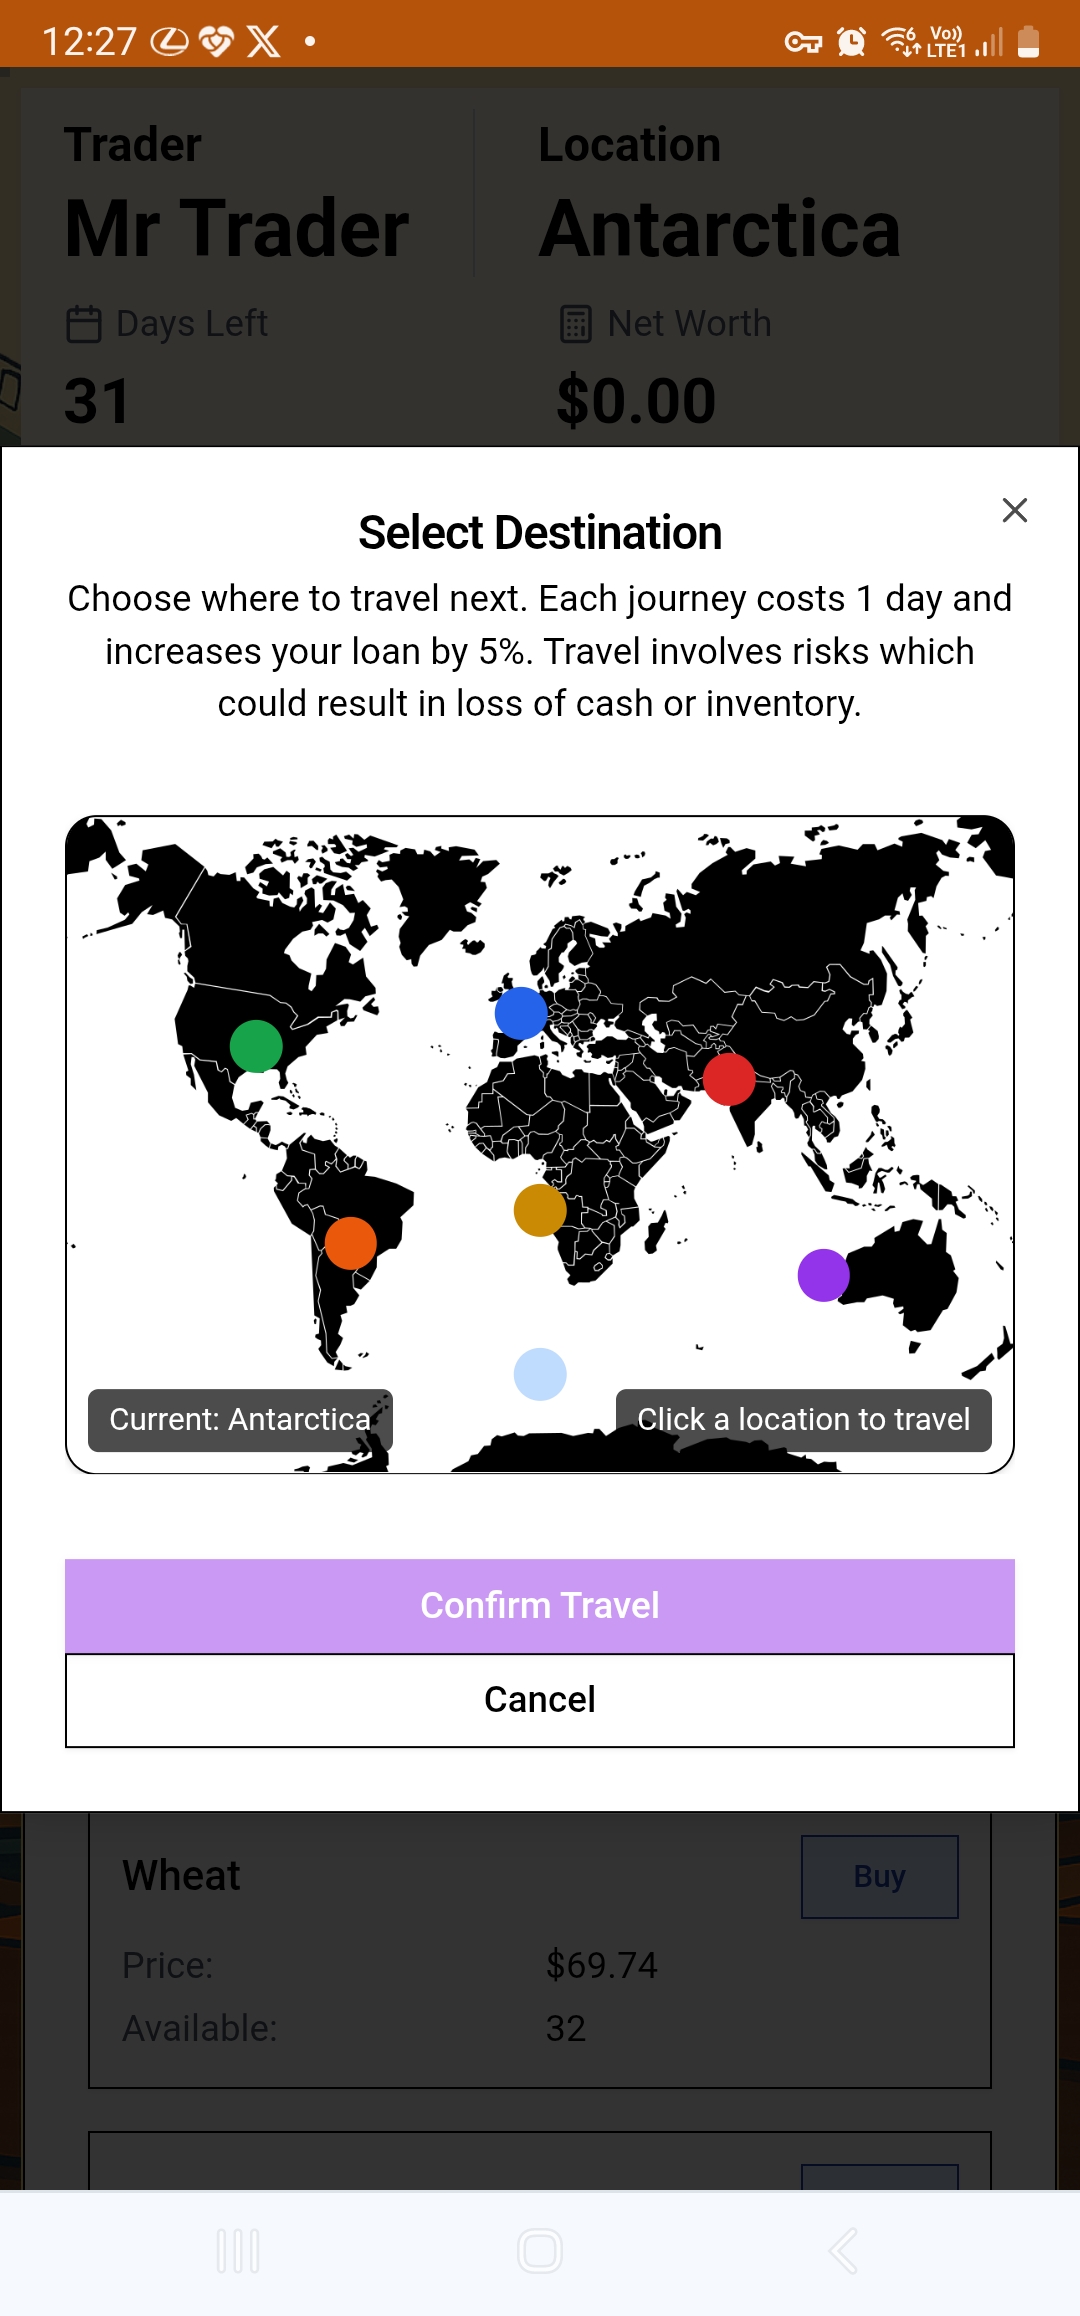 12:27
6 Vo))
LTE1
Trader
Location
Mr Trader
Antarctica
Days Left
Net Worth
31
$0.00
Select Destination
Choose where to travel next. Each journey costs 1 day and
increases your loan by 5%. Travel involves risks which
could result in loss of cash or inventory.
Current: Antarctica
Click a location to travel
Confirm Travel
Cancel
Wheat
Buy
Price:
$69.74
Available:
32